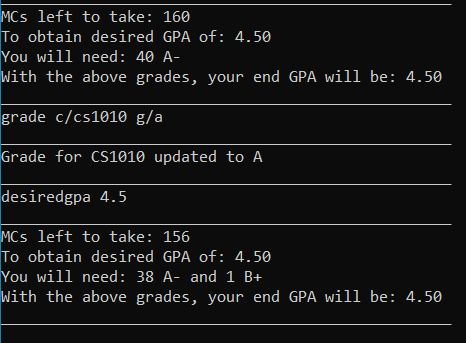 MCs left to take: 160
To obtain desired GPA of: 4.50
You will need: 40 A-
With the above grades, your end GPA will be: 4.50
grade c/cs1010 g/a
Grade for CS1010 updated to A
desiredgpa 4.5
MCs left to take: 156
To obtain desired GPA of: 4.50
You will need: 38 A- and 1 B+
With the above grades, your end GPA will be: 4.50